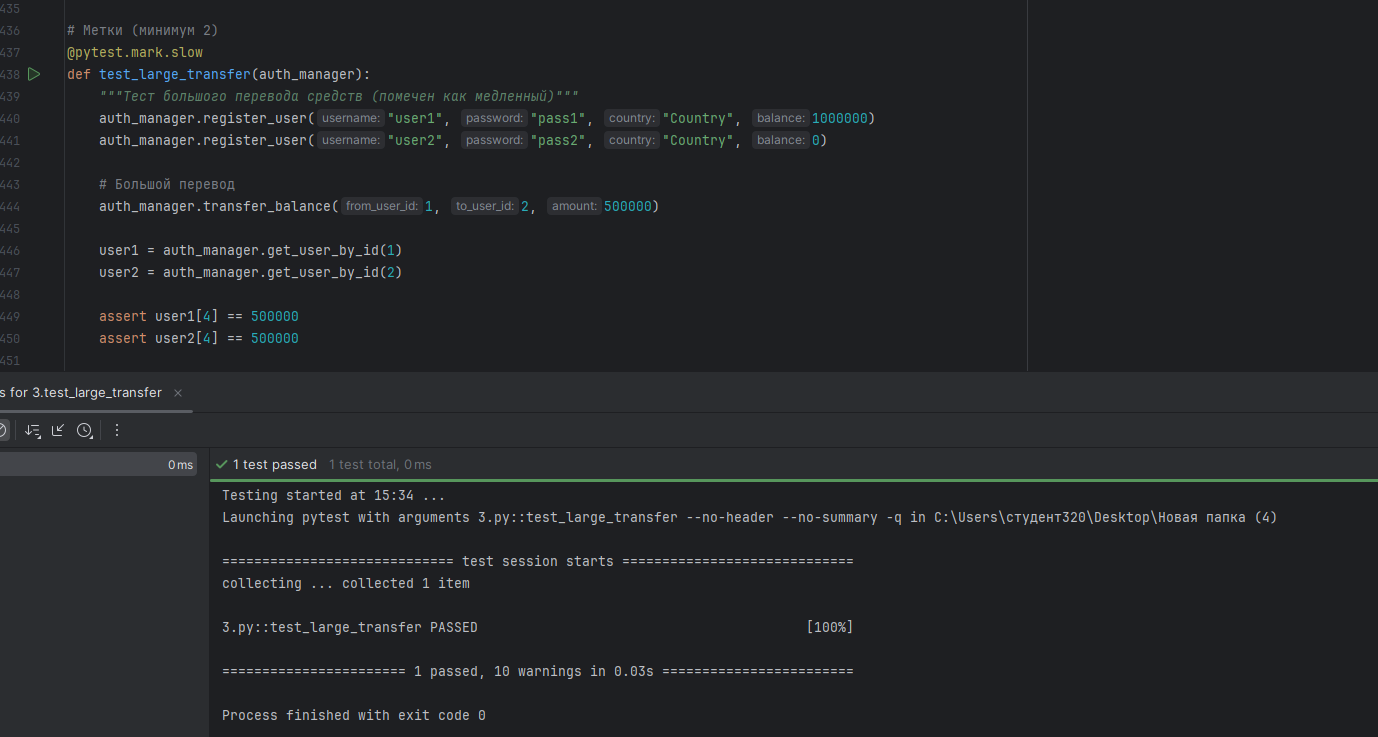 435
436 # Метки (минимум 2)
437 @pytest.mark.slow
438 def test_large_transfer(auth_manager):
439 """Тест большого перевода средств (помечен как медленный)"""
440 auth_manager.register_user( username: "user1", password: "pass1", country: "Country", balance: 1000000)
441 auth_manager.register_user( username: "user2", password: "pass2", country: "Country", balance: 0)
442
443 # Большой перевод
444 auth_manager.transfer_balance( from_user_id: 1, to_user_id: 2, amount: 500000)
445
446 user1 = auth_manager.get_user_by_id(1)
447 user2 = auth_manager.get_user_by_id(2)
448
449 assert user1[4] == 500000
450 assert user2[4] == 500000
451
s for 3.test_large_transfer ×
0 ms
1 test passed 1 test total, 0 ms
Testing started at 15:34 ...
Launching pytest with arguments 3.py::test_large_transfer --no-header --no-summary -q in C:\Users\студент320\Desktop\Новая папка (4)
============================= test session starts =============================
collecting ... collected 1 item
3.py::test_large_transfer PASSED [100%]
======================= 1 passed, 10 warnings in 0.03s ========================
Process finished with exit code 0